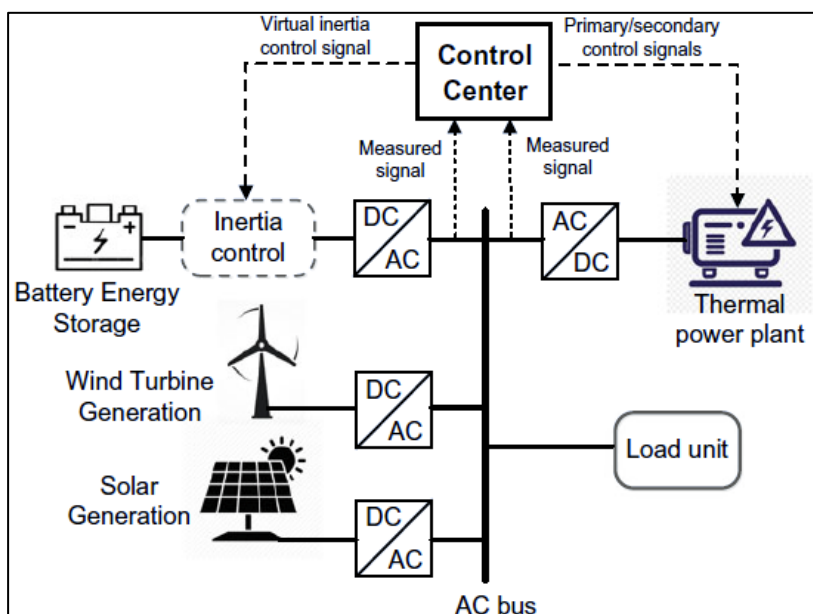 Virtual inertia
control signal
Control
Center
Primary/secondary
control signals
Measured
signal
Measured
signal
Inertia
control
DC
AC
AC
DC
- +
Battery Energy
Storage
Thermal
power plant
Wind Turbine
Generation
DC
AC
Load unit
Solar
Generation
DC
AC
AC bus